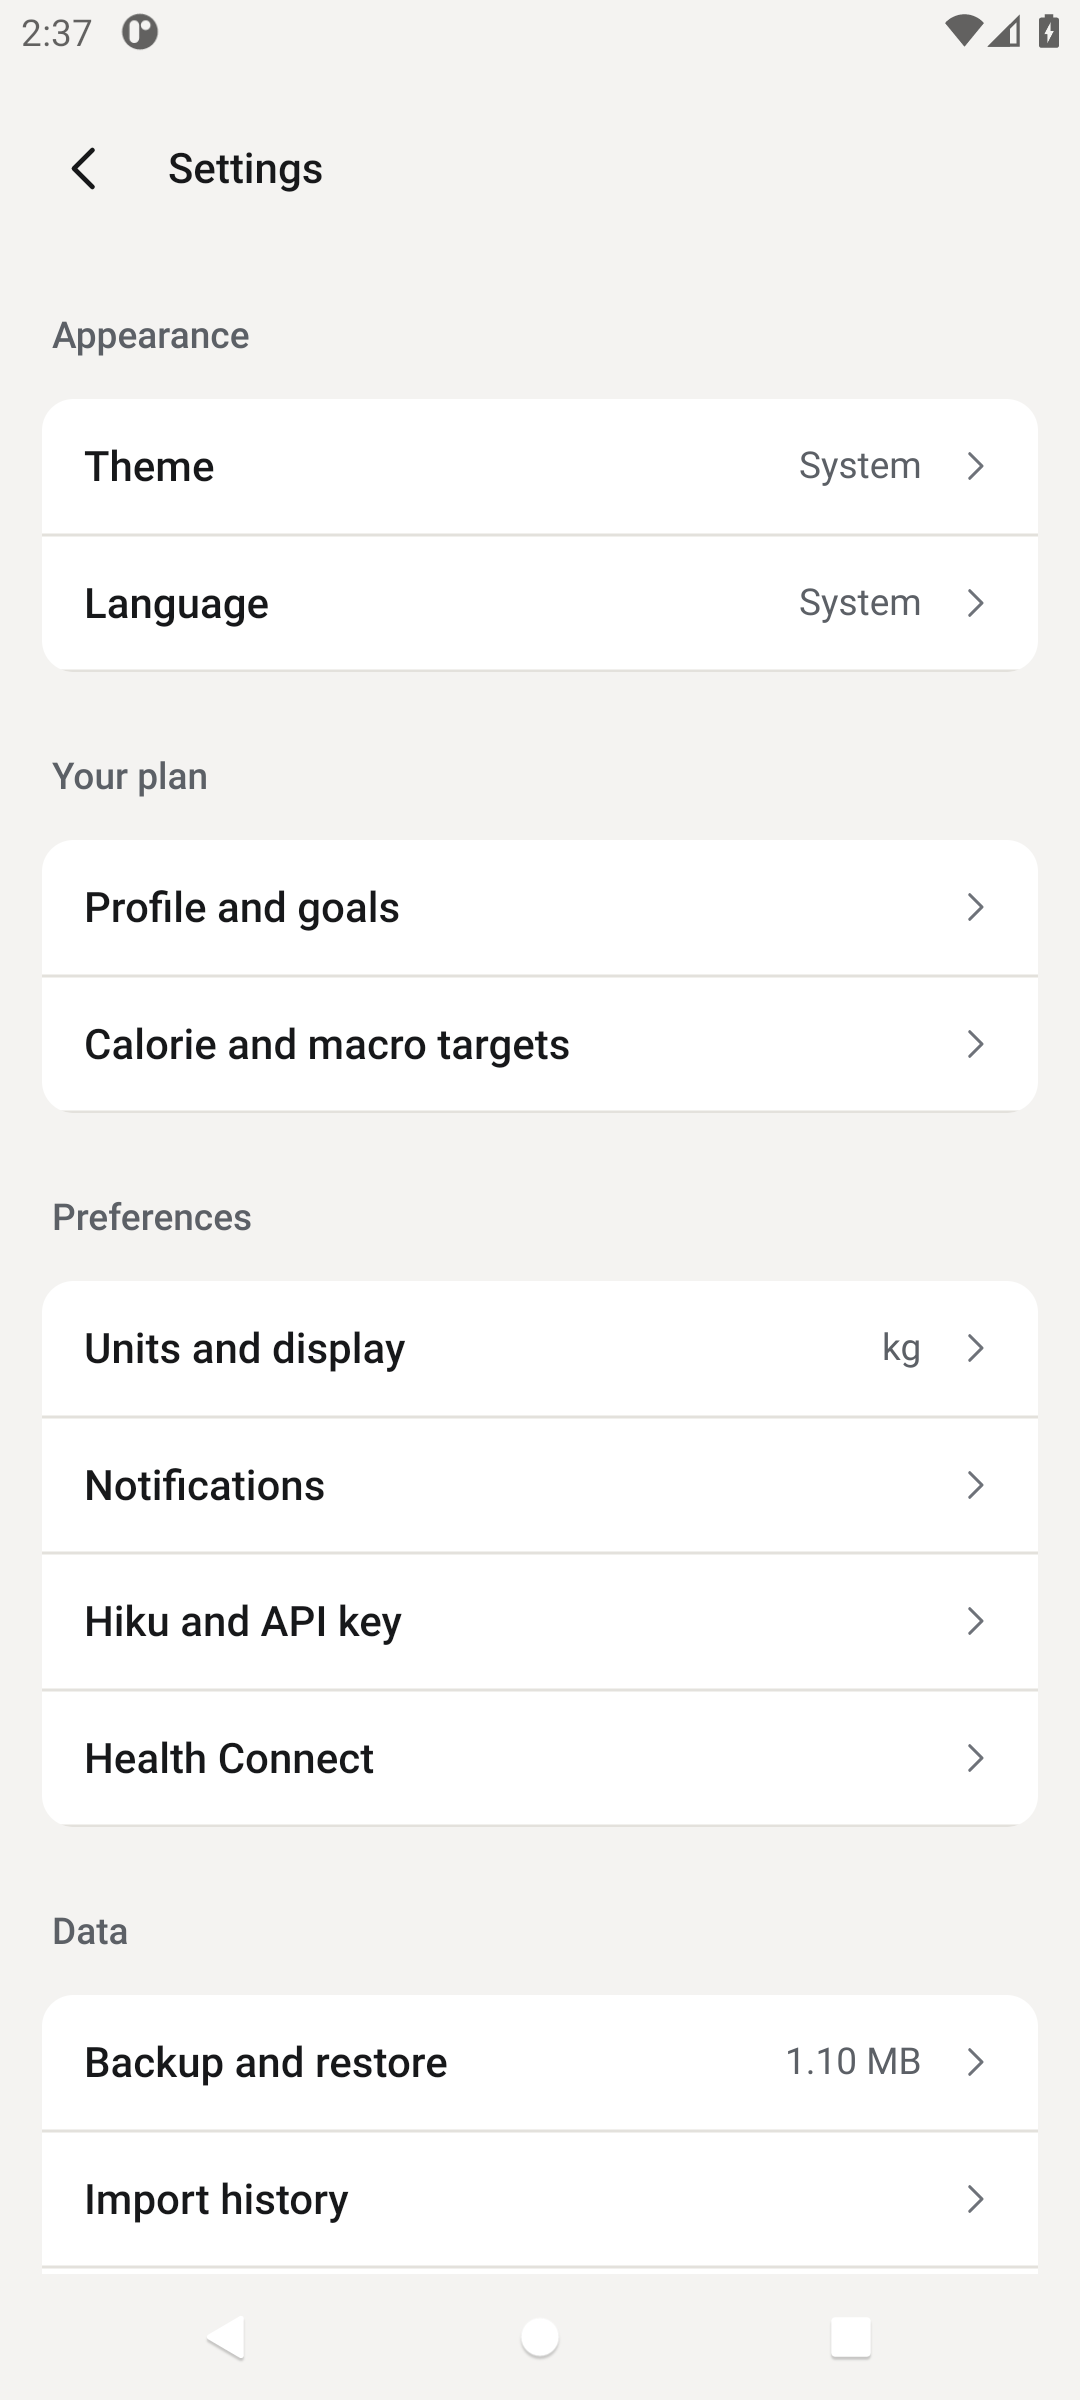 2:37
Settings
Appearance
Theme System
Language System
Your plan
Profile and goals
Calorie and macro targets
Preferences
Units and display kg
Notifications
Hiku and API key
Health Connect
Data
Backup and restore 1.10 MB
Import history